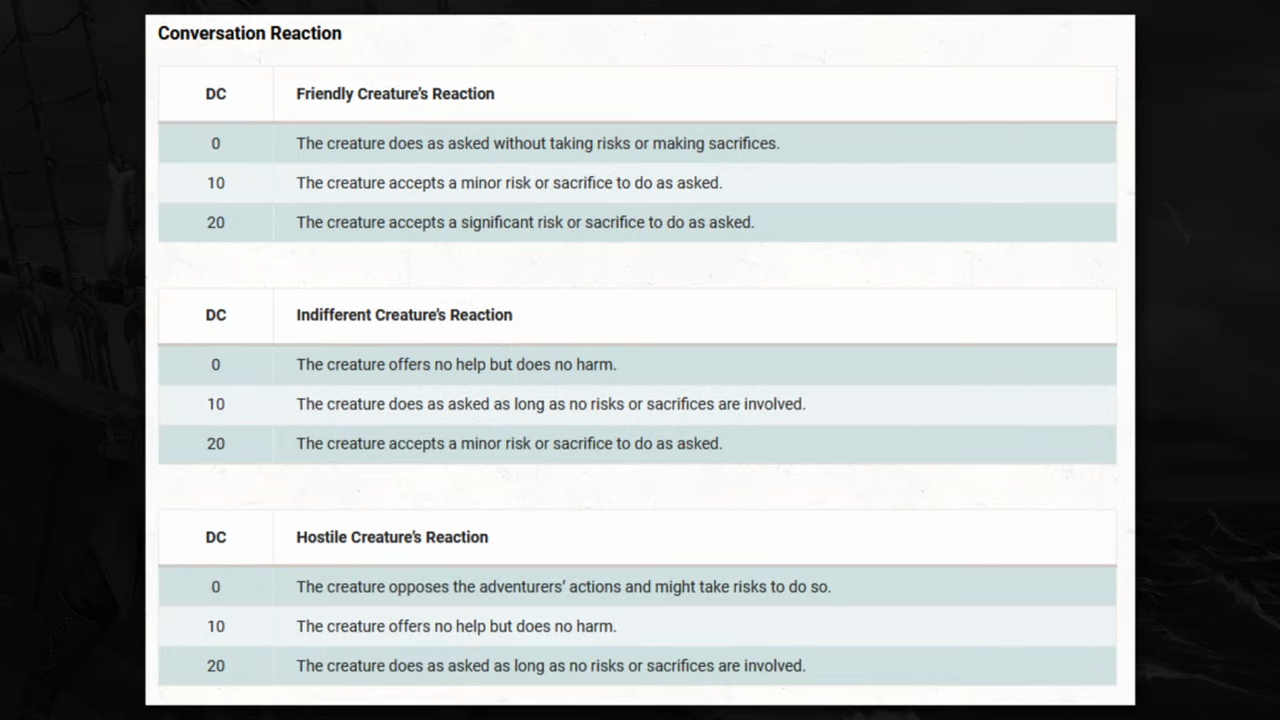 Conversation Reaction
DC Friendly Creature's Reaction
0 The creature does as asked without taking risks or making sacrifices.
10 The creature accepts a minor risk or sacrifice to do as asked.
20 The creature accepts a significant risk or sacrifice to do as asked.
DC Indifferent Creature's Reaction
0 The creature offers no help but does no harm.
10 The creature does as asked as long as no risks or sacrifices are involved.
20 The creature accepts a minor risk or sacrifice to do as asked.
DC Hostile Creature's Reaction
0 The creature opposes the adventurers' actions and might take risks to do so.
10 The creature offers no help but does no harm.
20 The creature does as asked as long as no risks or sacrifices are involved.